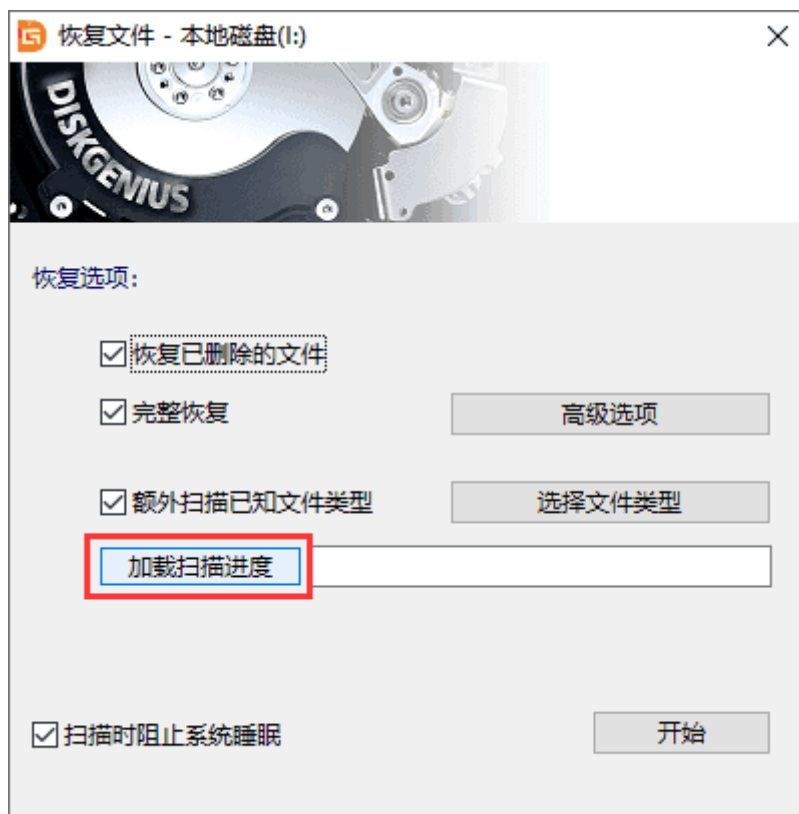 恢复文件 - 本地磁盘(I:)
DISKGENIUS
恢复选项:
恢复已删除的文件
完整恢复
高级选项
额外扫描已知文件类型
选择文件类型
加载扫描进度
扫描时阻止系统睡眠
开始